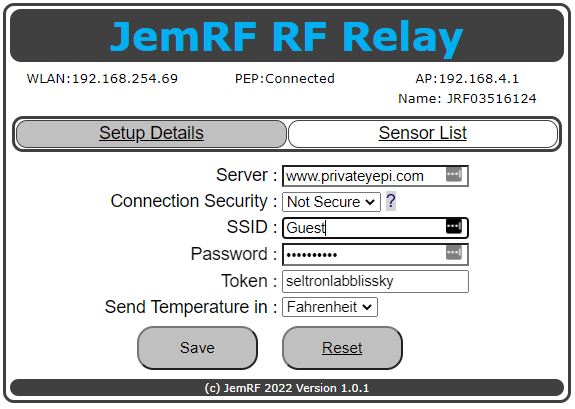 JemRF RF Relay
WLAN:192.168.254.69 PEP:Connected AP:192.168.4.1
Name: JRF03516124
Setup Details Sensor List
Server : www.privateyepi.com
Connection Security : Not Secure ?
SSID : Guest
Password : ••••••••••
Token : seltronlabblissky
Send Temperature in : Fahrenheit
Save Reset
(c) JemRF 2022 Version 1.0.1